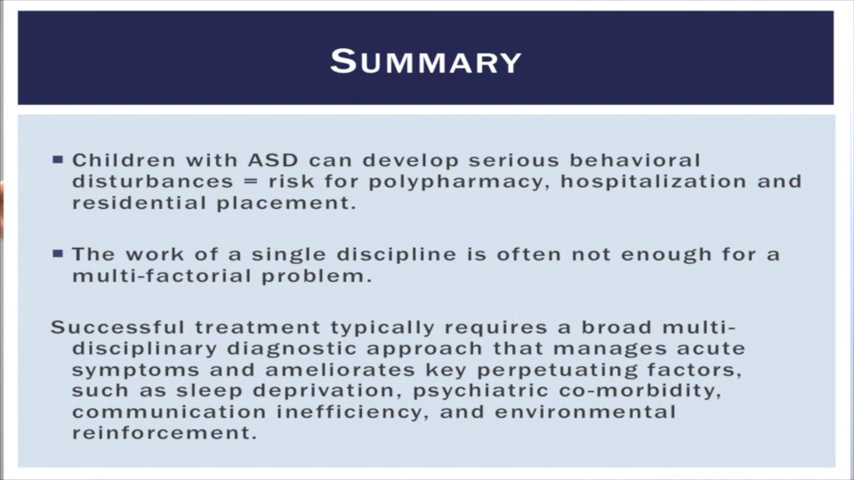 SUMMARY
Children with ASD can develop serious behavioral
disturbances = risk for polypharmacy, hospitalization and
residential placement.
The work of a single discipline is often not enough for a
multi-factorial problem.
Successful treatment typically requires a broad multi-
disciplinary diagnostic approach that manages acute
symptoms and ameliorates key perpetuating factors,
such as sleep deprivation, psychiatric co-morbidity,
communication inefficiency, and environmental
reinforcement.